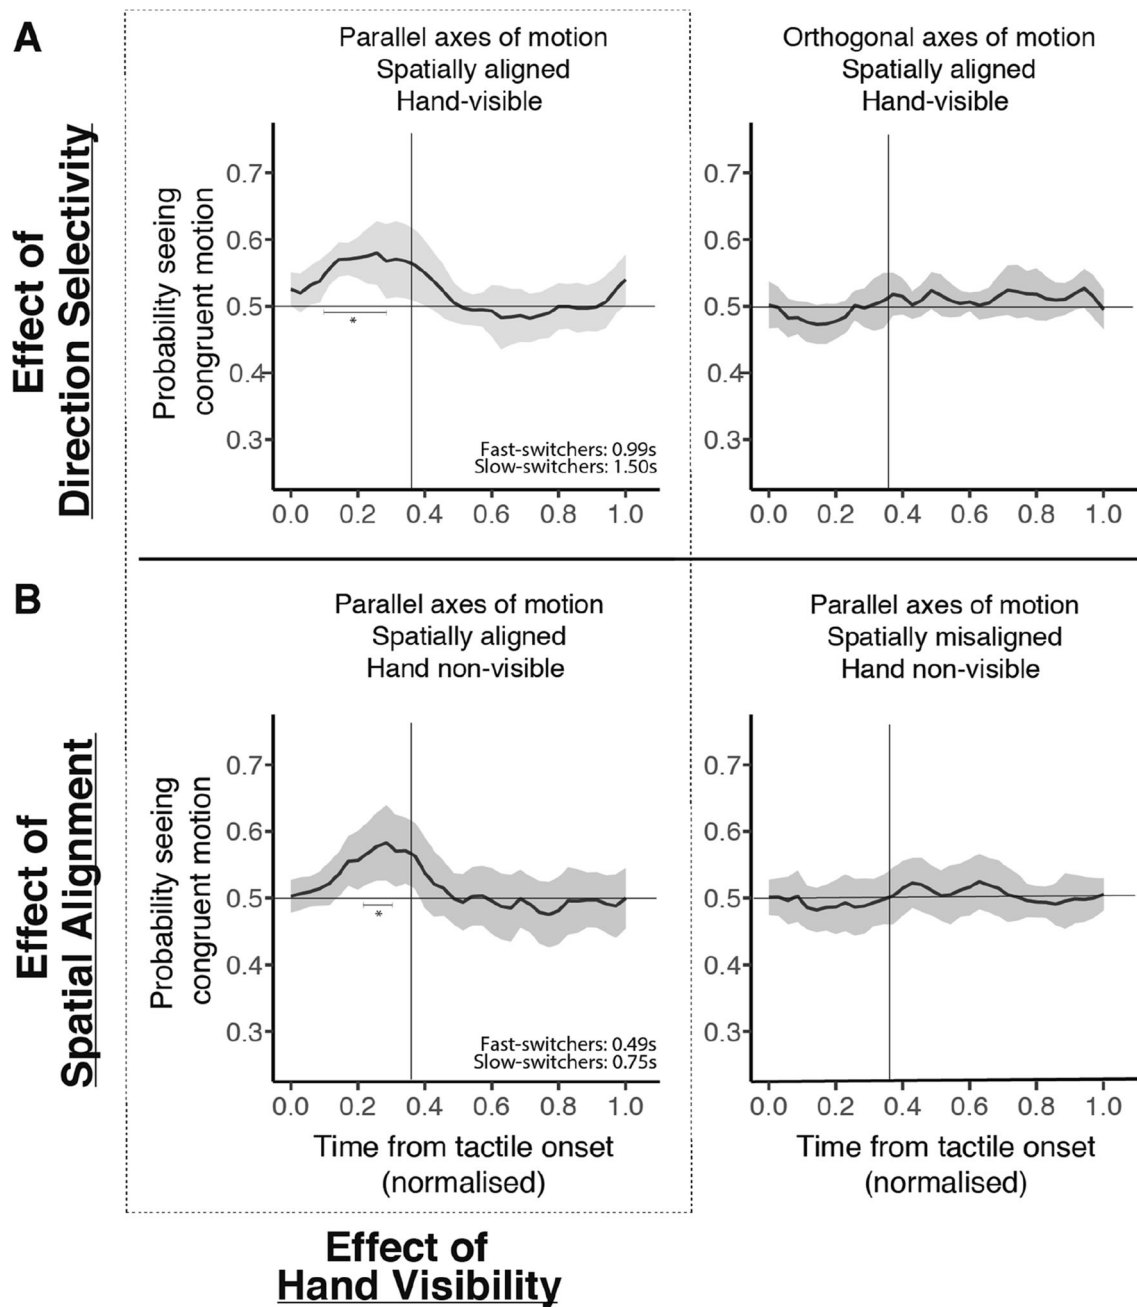 A
Effect of
Direction Selectivity
Parallel axes of motion
Spatially aligned
Hand-visible
Probability seeing
congruent motion
0.7
0.6
0.5
0.4
0.3
*
Fast-switchers: 0.99s
Slow-switchers: 1.50s
0.0 0.2 0.4 0.6 0.8 1.0
Orthogonal axes of motion
Spatially aligned
Hand-visible
0.7
0.6
0.5
0.4
0.3
0.0 0.2 0.4 0.6 0.8 1.0
B
Effect of
Spatial Alignment
Parallel axes of motion
Spatially aligned
Hand non-visible
Probability seeing
congruent motion
0.7
0.6
0.5
0.4
0.3
*
Fast-switchers: 0.49s
Slow-switchers: 0.75s
0.0 0.2 0.4 0.6 0.8 1.0
Time from tactile onset
(normalised)
Parallel axes of motion
Spatially misaligned
Hand non-visible
0.7
0.6
0.5
0.4
0.3
0.0 0.2 0.4 0.6 0.8 1.0
Time from tactile onset
(normalised)
Effect of
Hand Visibility